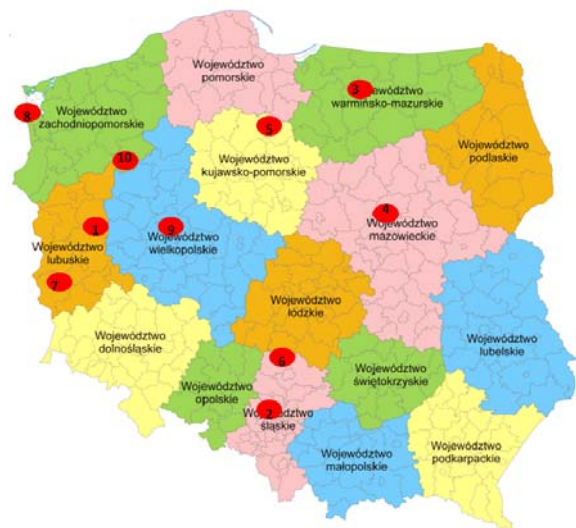 Województwo
pomorskie
3
Województwo
warmińsko-mazurskie
8
Województwo
zachodniopomorskie
5
Województwo
podlaskie
10
Województwo
kujawsko-pomorskie
4
Województwo
mazowieckie
1
9
Województwo
wielkopolskie
Województwo
lubuskie
7
Województwo
łódzkie
Województwo
dolnośląskie
Województwo
lubelskie
6
Województwo
świętokrzyskie
Województwo
opolskie
2
Województwo
śląskie
Województwo
podkarpackie
Województwo
małopolskie